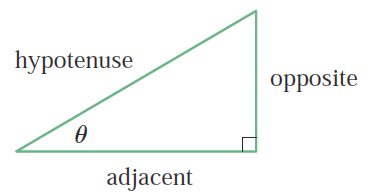 hypotenuse
opposite
θ
adjacent